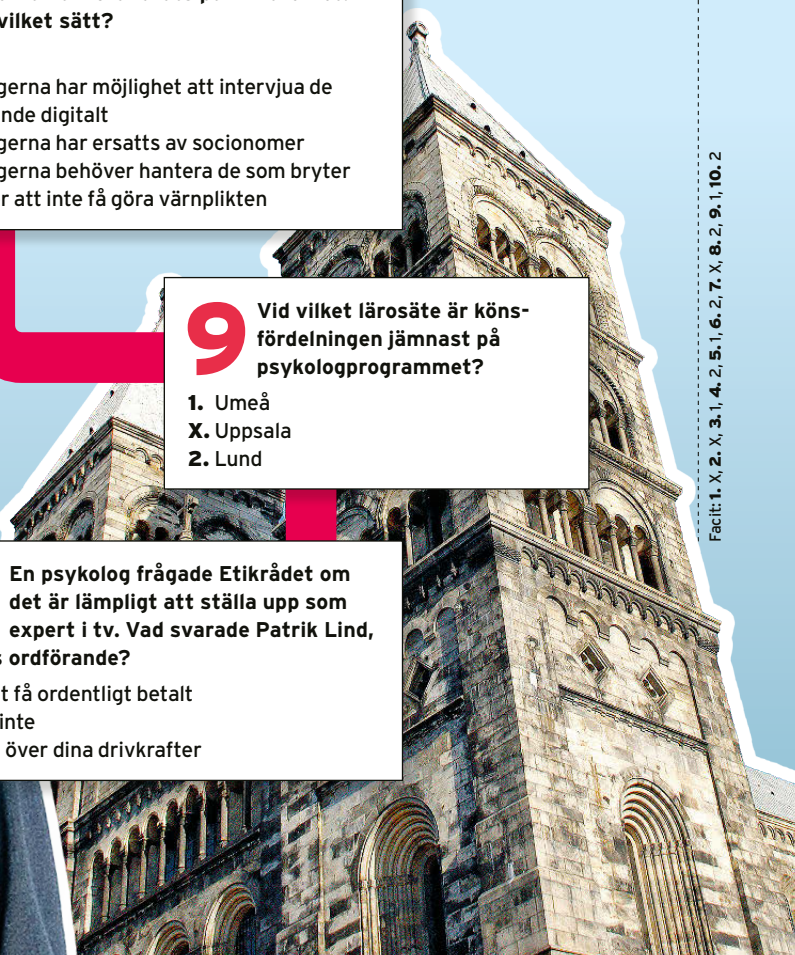 vilket sätt?
gerna har möjlighet att intervjua de
nde digitalt
gerna har ersatts av socionomer
gerna behöver hantera de som bryter
r att inte få göra värnplikten
9
Vid vilket lärosäte är köns-
fördelningen jämnast på
psykologprogrammet?
1. Umeå
X. Uppsala
2. Lund
En psykolog frågade Etikrådet om
det är lämpligt att ställa upp som
expert i tv. Vad svarade Patrik Lind,
s ordförande?
t få ordentligt betalt
inte
över dina drivkrafter
Facit: 1. X, 2. X, 3. 1, 4. 2, 5. 1, 6. 2, 7. X, 8. 2, 9. 1, 10. 2